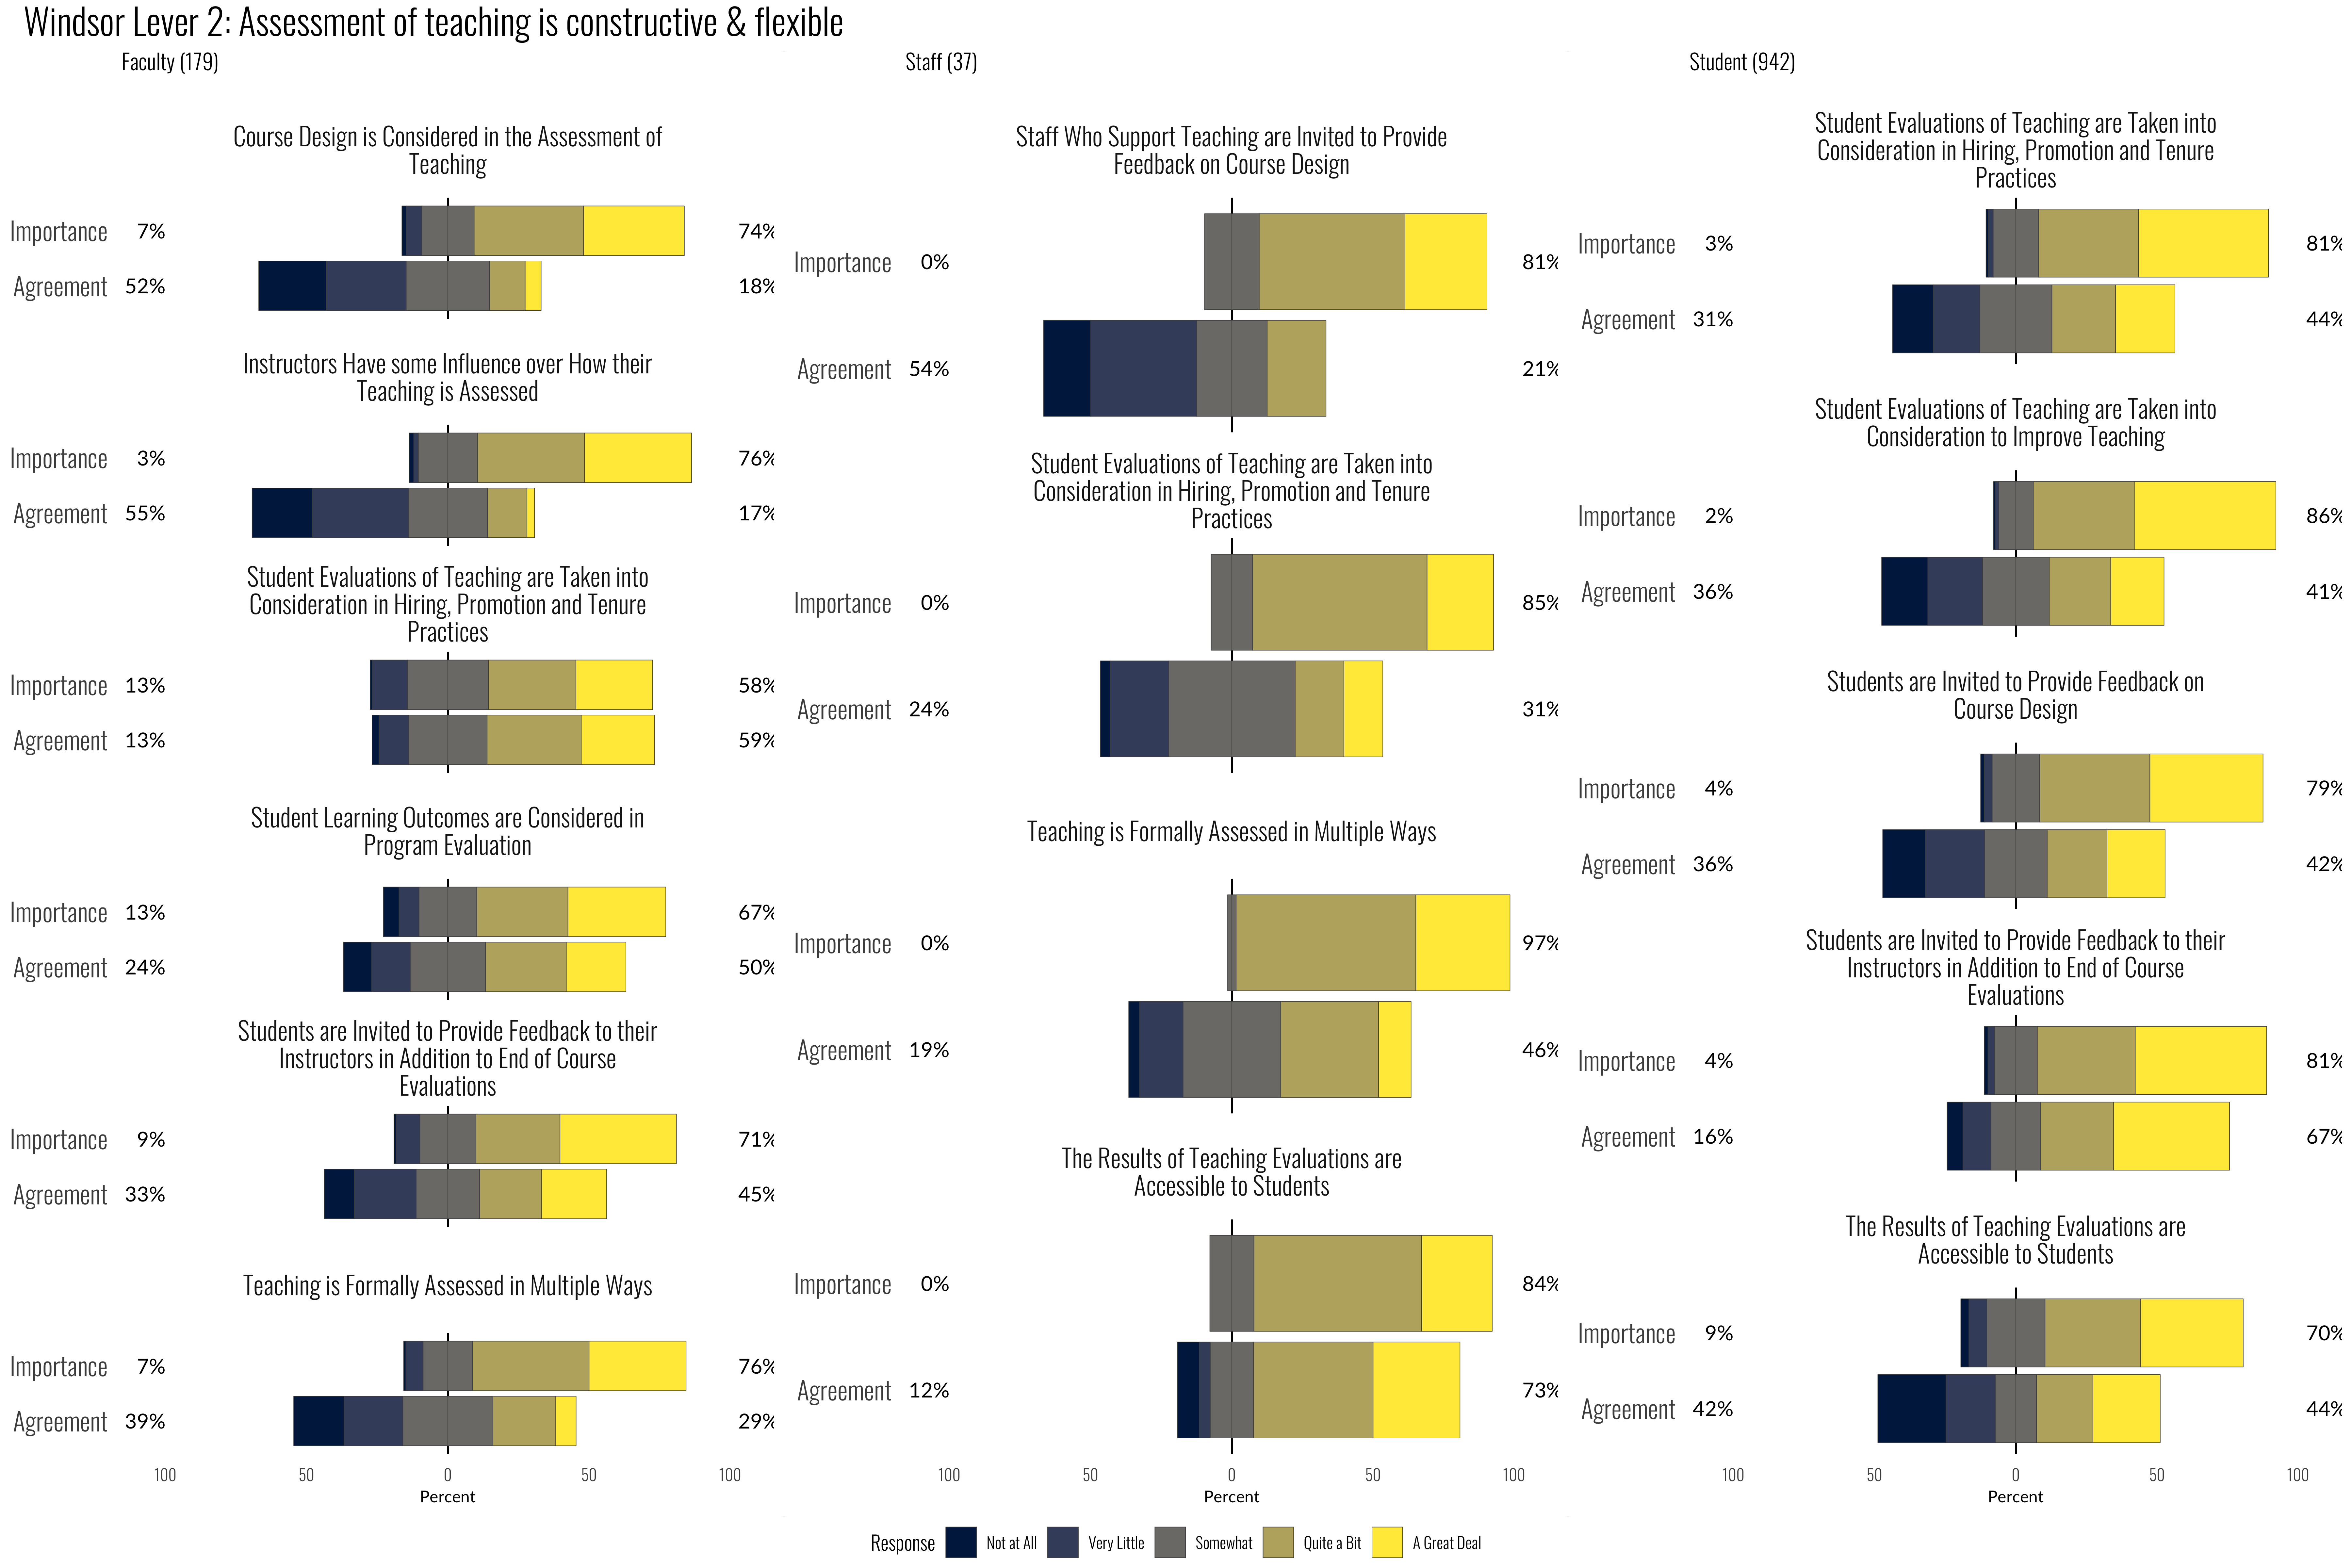 Windsor Lever 2: Assessment of teaching is constructive & flexible
Faculty (179)
Course Design is Considered in the Assessment of
Teaching
Importance 7% 74%
Agreement 52% 18%
Instructors Have some Influence over How their
Teaching is Assessed
Importance 3% 76%
Agreement 55% 17%
Student Evaluations of Teaching are Taken into
Consideration in Hiring, Promotion and Tenure
Practices
Importance 13% 58%
Agreement 13% 59%
Student Learning Outcomes are Considered in
Program Evaluation
Importance 13% 67%
Agreement 24% 50%
Students are Invited to Provide Feedback to their
Instructors in Addition to End of Course
Evaluations
Importance 9% 71%
Agreement 33% 45%
Teaching is Formally Assessed in Multiple Ways
Importance 7% 76%
Agreement 39% 29%
100 50 0 50 100
Percent
Staff (37)
Staff Who Support Teaching are Invited to Provide
Feedback on Course Design
Importance 0% 81%
Agreement 54% 21%
Student Evaluations of Teaching are Taken into
Consideration in Hiring, Promotion and Tenure
Practices
Importance 0% 85%
Agreement 24% 31%
Teaching is Formally Assessed in Multiple Ways
Importance 0% 97%
Agreement 19% 46%
The Results of Teaching Evaluations are
Accessible to Students
Importance 0% 84%
Agreement 12% 73%
100 50 0 50 100
Percent
Student (942)
Student Evaluations of Teaching are Taken into
Consideration in Hiring, Promotion and Tenure
Practices
Importance 3% 81%
Agreement 31% 44%
Student Evaluations of Teaching are Taken into
Consideration to Improve Teaching
Importance 2% 86%
Agreement 36% 41%
Students are Invited to Provide Feedback on
Course Design
Importance 4% 79%
Agreement 36% 42%
Students are Invited to Provide Feedback to their
Instructors in Addition to End of Course
Evaluations
Importance 4% 81%
Agreement 16% 67%
The Results of Teaching Evaluations are
Accessible to Students
Importance 9% 70%
Agreement 42% 44%
100 50 0 50 100
Percent
Response Not at All Very Little Somewhat Quite a Bit A Great Deal